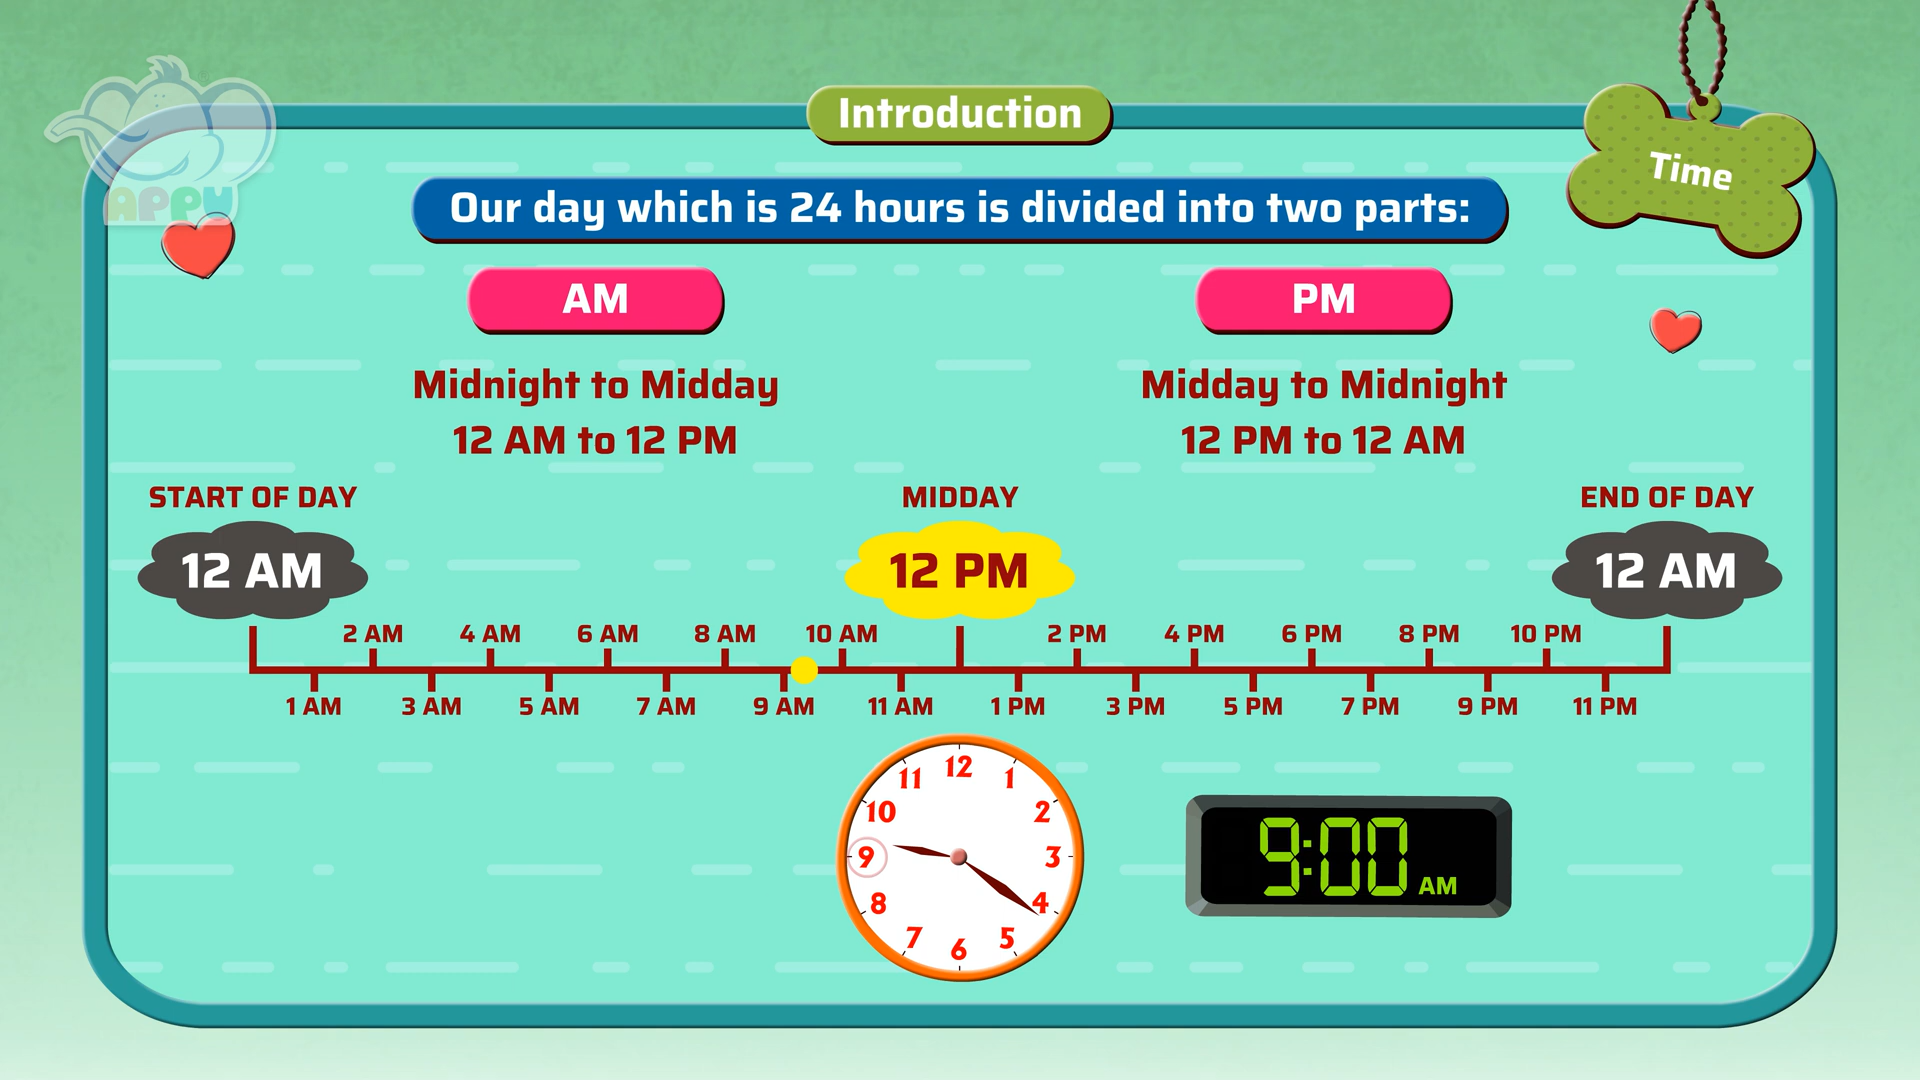 APPU
Introduction
Time
Our day which is 24 hours is divided into two parts:
AM
PM
Midnight to Midday
12 AM to 12 PM
Midday to Midnight
12 PM to 12 AM
START OF DAY
MIDDAY
END OF DAY
12 AM
12 PM
12 AM
2 AM 4 AM 6 AM 8 AM 10 AM 2 PM 4 PM 6 PM 8 PM 10 PM
1 AM 3 AM 5 AM 7 AM 9 AM 11 AM 1 PM 3 PM 5 PM 7 PM 9 PM 11 PM
12
11 1
10 2
9 3
8 4
7 5
6
9:00 AM